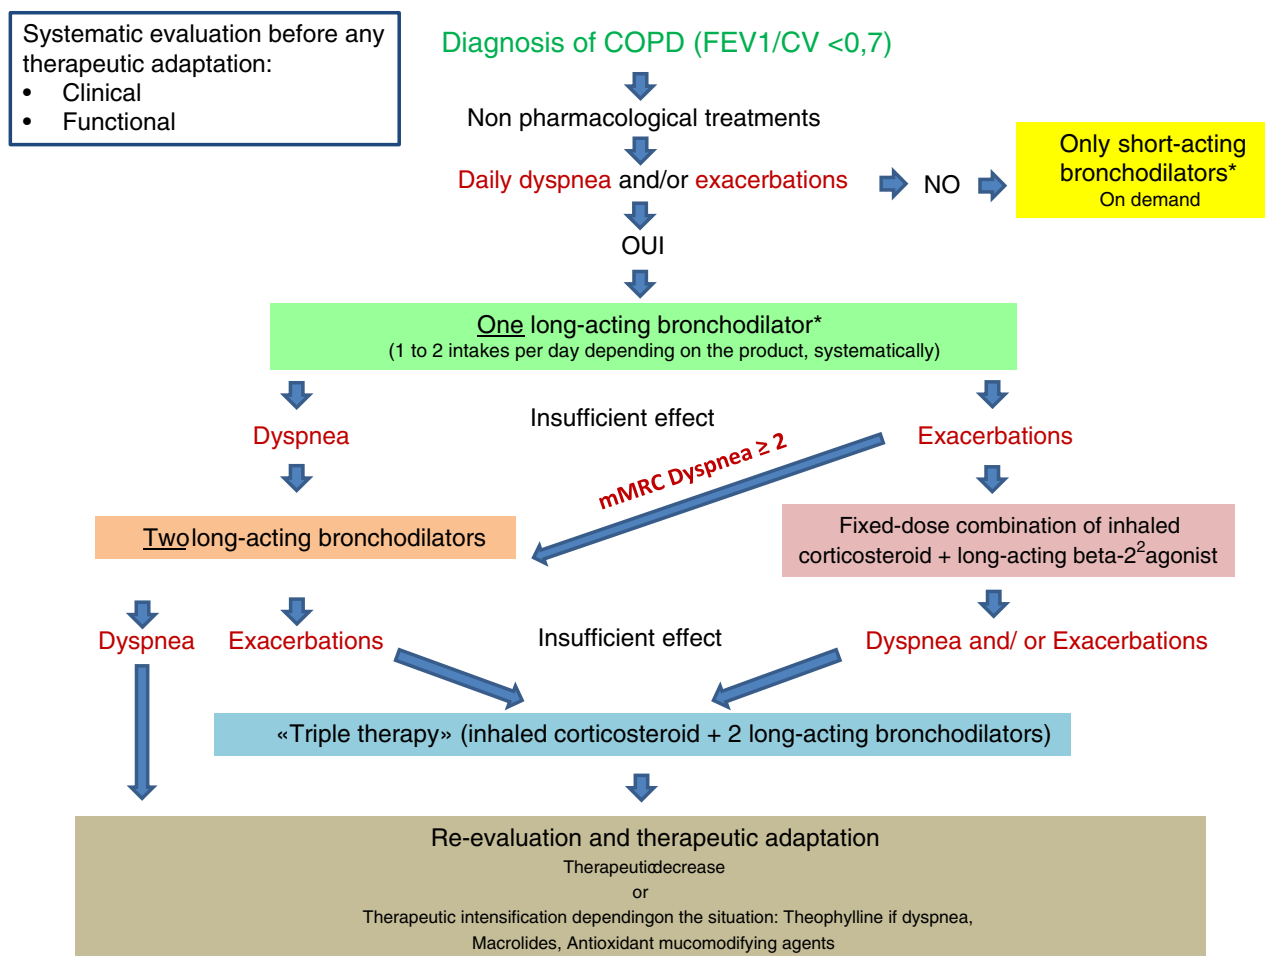 Systematic evaluation before any
therapeutic adaptation:
• Clinical
• Functional
Diagnosis of COPD (FEV1/CV <0,7)
Non pharmacological treatments
Daily dyspnea and/or exacerbations
NO
Only short-acting
bronchodilators*
On demand
OUI
One long-acting bronchodilator*
(1 to 2 intakes per day depending on the product, systematically)
Insufficient effect
Dyspnea
Exacerbations
mMRC Dyspnea ≥ 2
Two long-acting bronchodilators
Fixed-dose combination of inhaled
corticosteroid + long-acting beta-2²agonist
Dyspnea
Exacerbations
Insufficient effect
Dyspnea and/ or Exacerbations
«Triple therapy» (inhaled corticosteroid + 2 long-acting bronchodilators)
Re-evaluation and therapeutic adaptation
Therapeutic decrease
or
Therapeutic intensification dependingon the situation: Theophylline if dyspnea,
Macrolides, Antioxidant mucomodifying agents